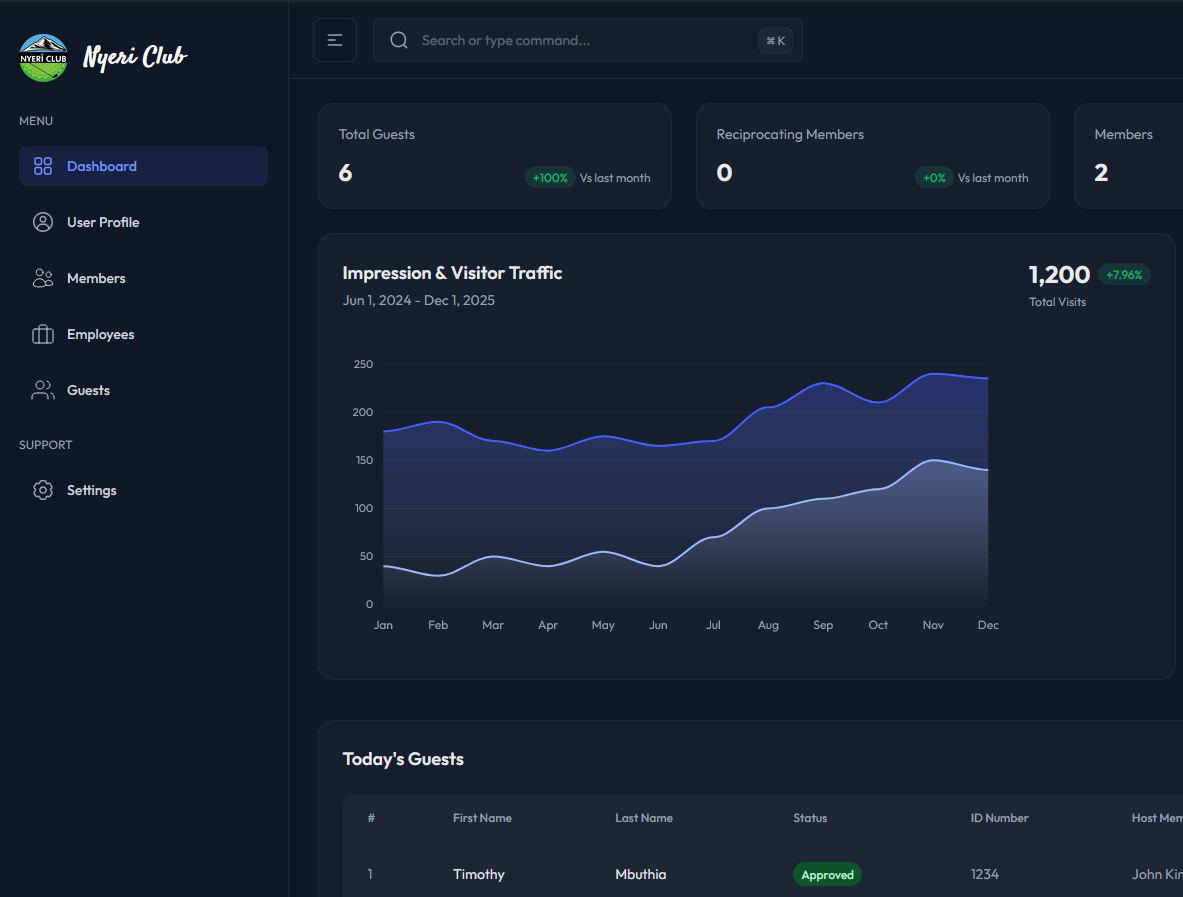 NYERI CLUB
Nyeri Club
Search or type command...
⌘ K
MENU
Dashboard
User Profile
Members
Employees
Guests
SUPPORT
Settings
Total Guests
6
+100% Vs last month
Reciprocating Members
0
+0% Vs last month
Members
2
Impression & Visitor Traffic
Jun 1, 2024 - Dec 1, 2025
1,200 +7.96%
Total Visits
250
200
150
100
50
0
Jan Feb Mar Apr May Jun Jul Aug Sep Oct Nov Dec
Today's Guests
# First Name Last Name Status ID Number Host Mem
1 Timothy Mbuthia Approved 1234 John Kin